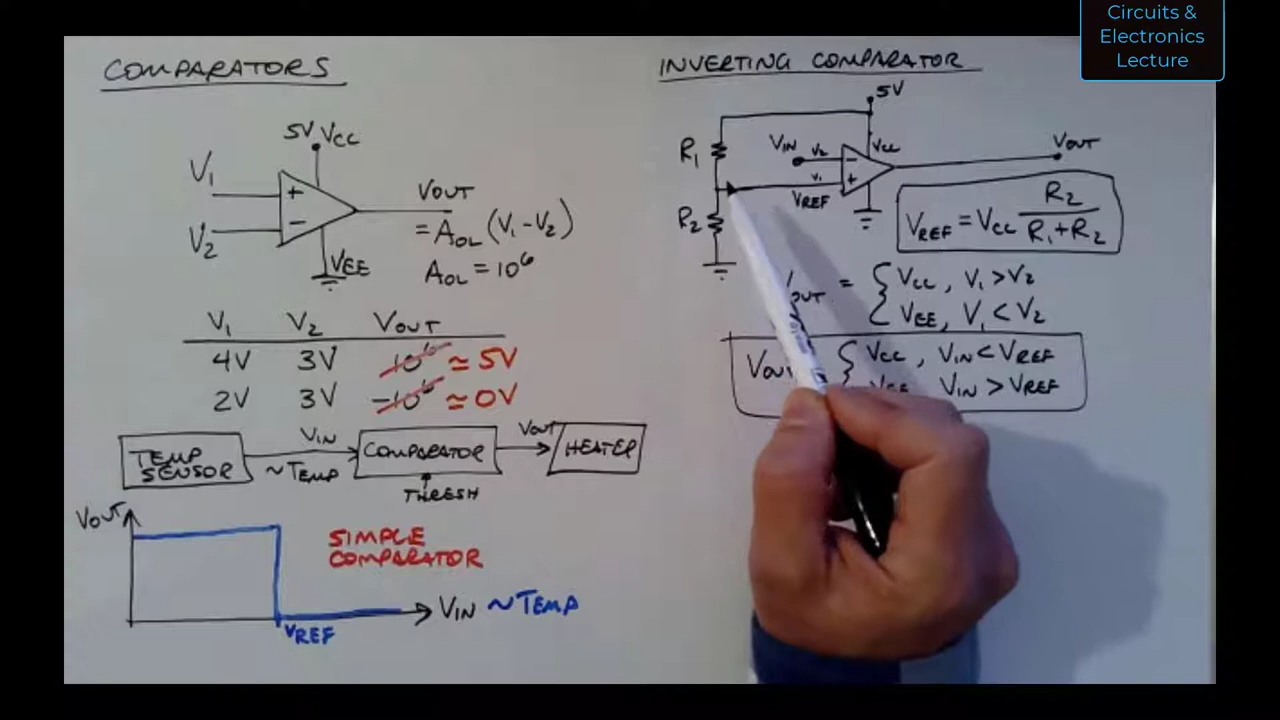 Circuits &
Electronics
Lecture
COMPARATORS
5V VCC
V1
+
V2
−
VEE
VOUT
= AOL (V1 - V2)
AOL = 10^6
V1 V2 VOUT
4V 3V 10^6 ≃ 5V
2V 3V -10^6 ≃ 0V
TEMP
SENSOR
VIN
~TEMP
COMPARATOR
THRESH
VOUT
HEATER
VOUT
SIMPLE
COMPARATOR
VREF
VIN ~TEMP
INVERTING COMPARATOR
5V
R1
VIN V2 − VCC
VOUT
V1 +
VREF
R2
VREF = VCC R2
R1 + R2
OUT = { VCC, V1 > V2
VEE, V1 < V2
VOU { VCC, VIN < VREF
VIN > VREF